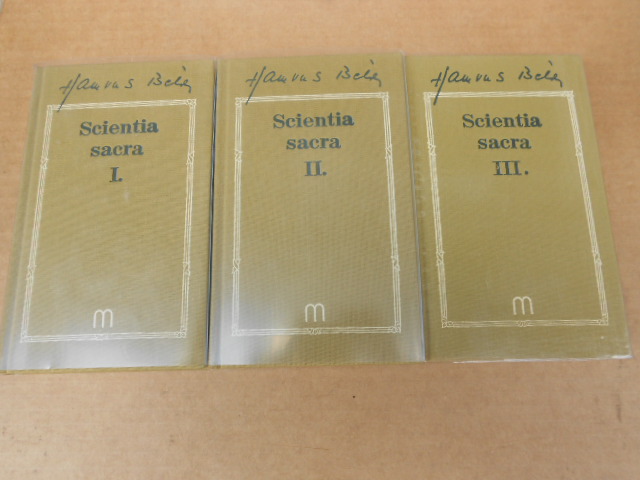 Hamvas Béla
Scientia
sacra
I.
m
Hamvas Béla
Scientia
sacra
II.
m
Hamvas Béla
Scientia
sacra
III.
m